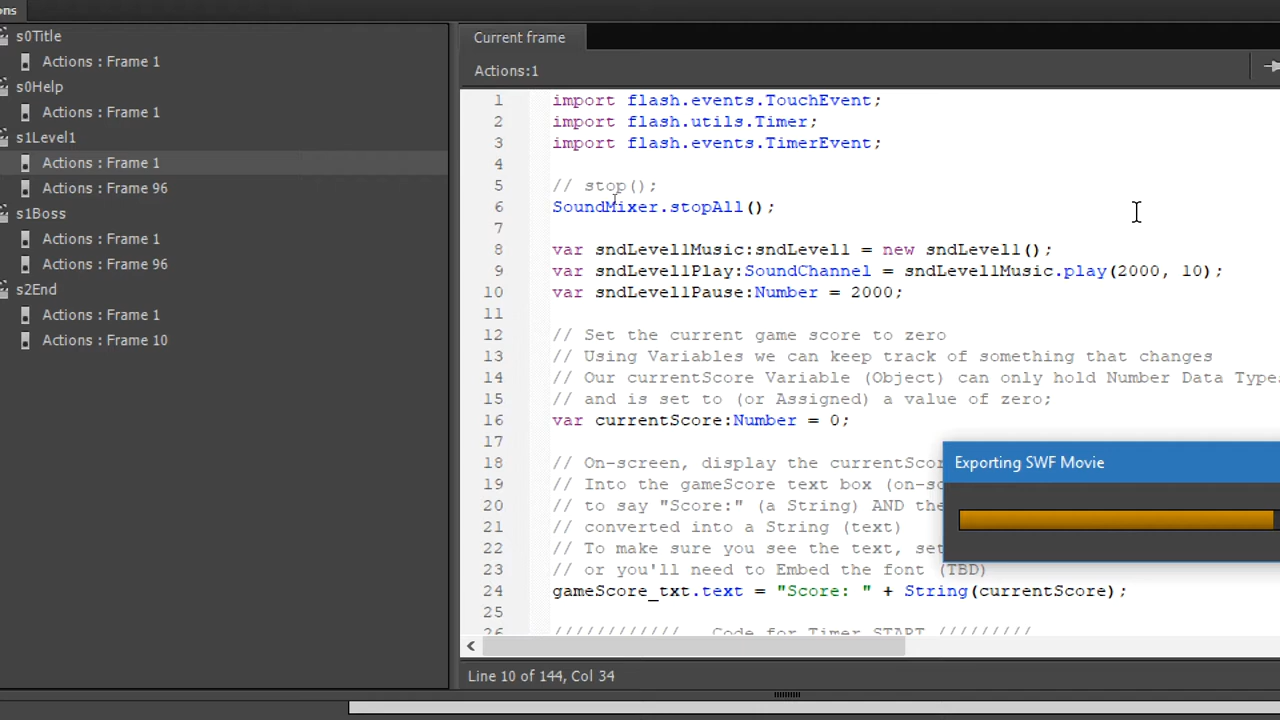 ons
s0Title
Actions : Frame 1
s0Help
Actions : Frame 1
s1Level1
Actions : Frame 1
Actions : Frame 96
s1Boss
Actions : Frame 1
Actions : Frame 96
s2End
Actions : Frame 1
Actions : Frame 10
Current frame
Actions:1
1 import flash.events.TouchEvent;
2 import flash.utils.Timer;
3 import flash.events.TimerEvent;
4
5 // stop();
6 SoundMixer.stopAll();
7
8 var sndLevel1Music:sndLevel1 = new sndLevel1();
9 var sndLevel1Play:SoundChannel = sndLevel1Music.play(2000, 10);
10 var sndLevel1Pause:Number = 2000;
11
12 // Set the current game score to zero
13 // Using Variables we can keep track of something that changes
14 // Our currentScore Variable (Object) can only hold Number Data Type
15 // and is set to (or Assigned) a value of zero;
16 var currentScore:Number = 0;
17
18 // On-screen, display the currentScor
19 // Into the gameScore text box (on-sc
20 // to say "Score:" (a String) AND the
21 // converted into a String (text)
22 // To make sure you see the text, set
23 // or you'll need to Embed the font (TBD)
24 gameScore_txt.text = "Score: " + String(currentScore);
25
26 //////////// Code for Timer START /////////
Exporting SWF Movie
Line 10 of 144, Col 34